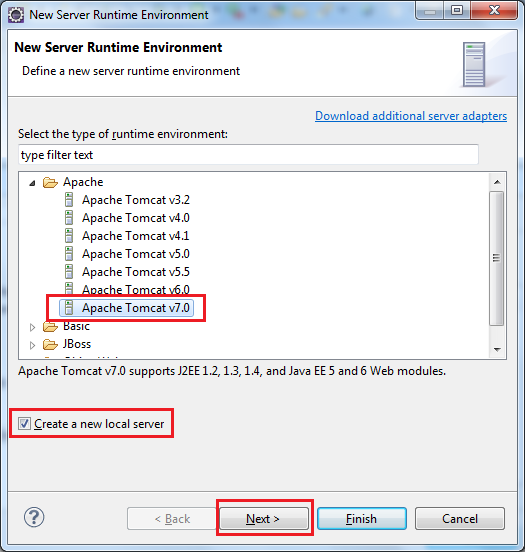 New Server Runtime Environment
New Server Runtime Environment
Define a new server runtime environment
Download additional server adapters
Select the type of runtime environment:
type filter text
Apache
Apache Tomcat v3.2
Apache Tomcat v4.0
Apache Tomcat v4.1
Apache Tomcat v5.0
Apache Tomcat v5.5
Apache Tomcat v6.0
Apache Tomcat v7.0
Basic
JBoss
Apache Tomcat v7.0 supports J2EE 1.2, 1.3, 1.4, and Java EE 5 and 6 Web modules.
Create a new local server
? < Back Next > Finish Cancel